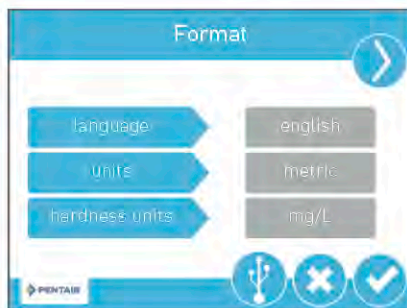 Format
language english
units metric
hardness units mg/L
PENTAIR